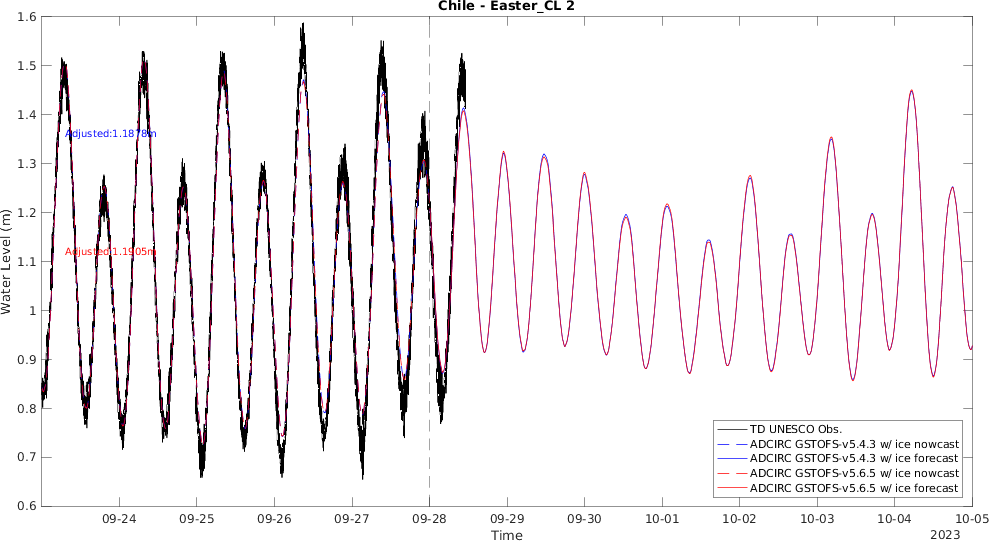 Chile - Easter_CL 2
1.6
1.5
1.4
1.3
1.2
1.1
1
0.9
0.8
0.7
0.6
Water Level (m)
Adjusted:1.1878m
Adjusted:1.1905m
TD UNESCO Obs.
ADCIRC GSTOFS-v5.4.3 w/ ice nowcast
ADCIRC GSTOFS-v5.4.3 w/ ice forecast
ADCIRC GSTOFS-v5.6.5 w/ ice nowcast
ADCIRC GSTOFS-v5.6.5 w/ ice forecast
09-24 09-25 09-26 09-27 09-28 09-29 09-30 10-01 10-02 10-03 10-04 10-05
Time
2023